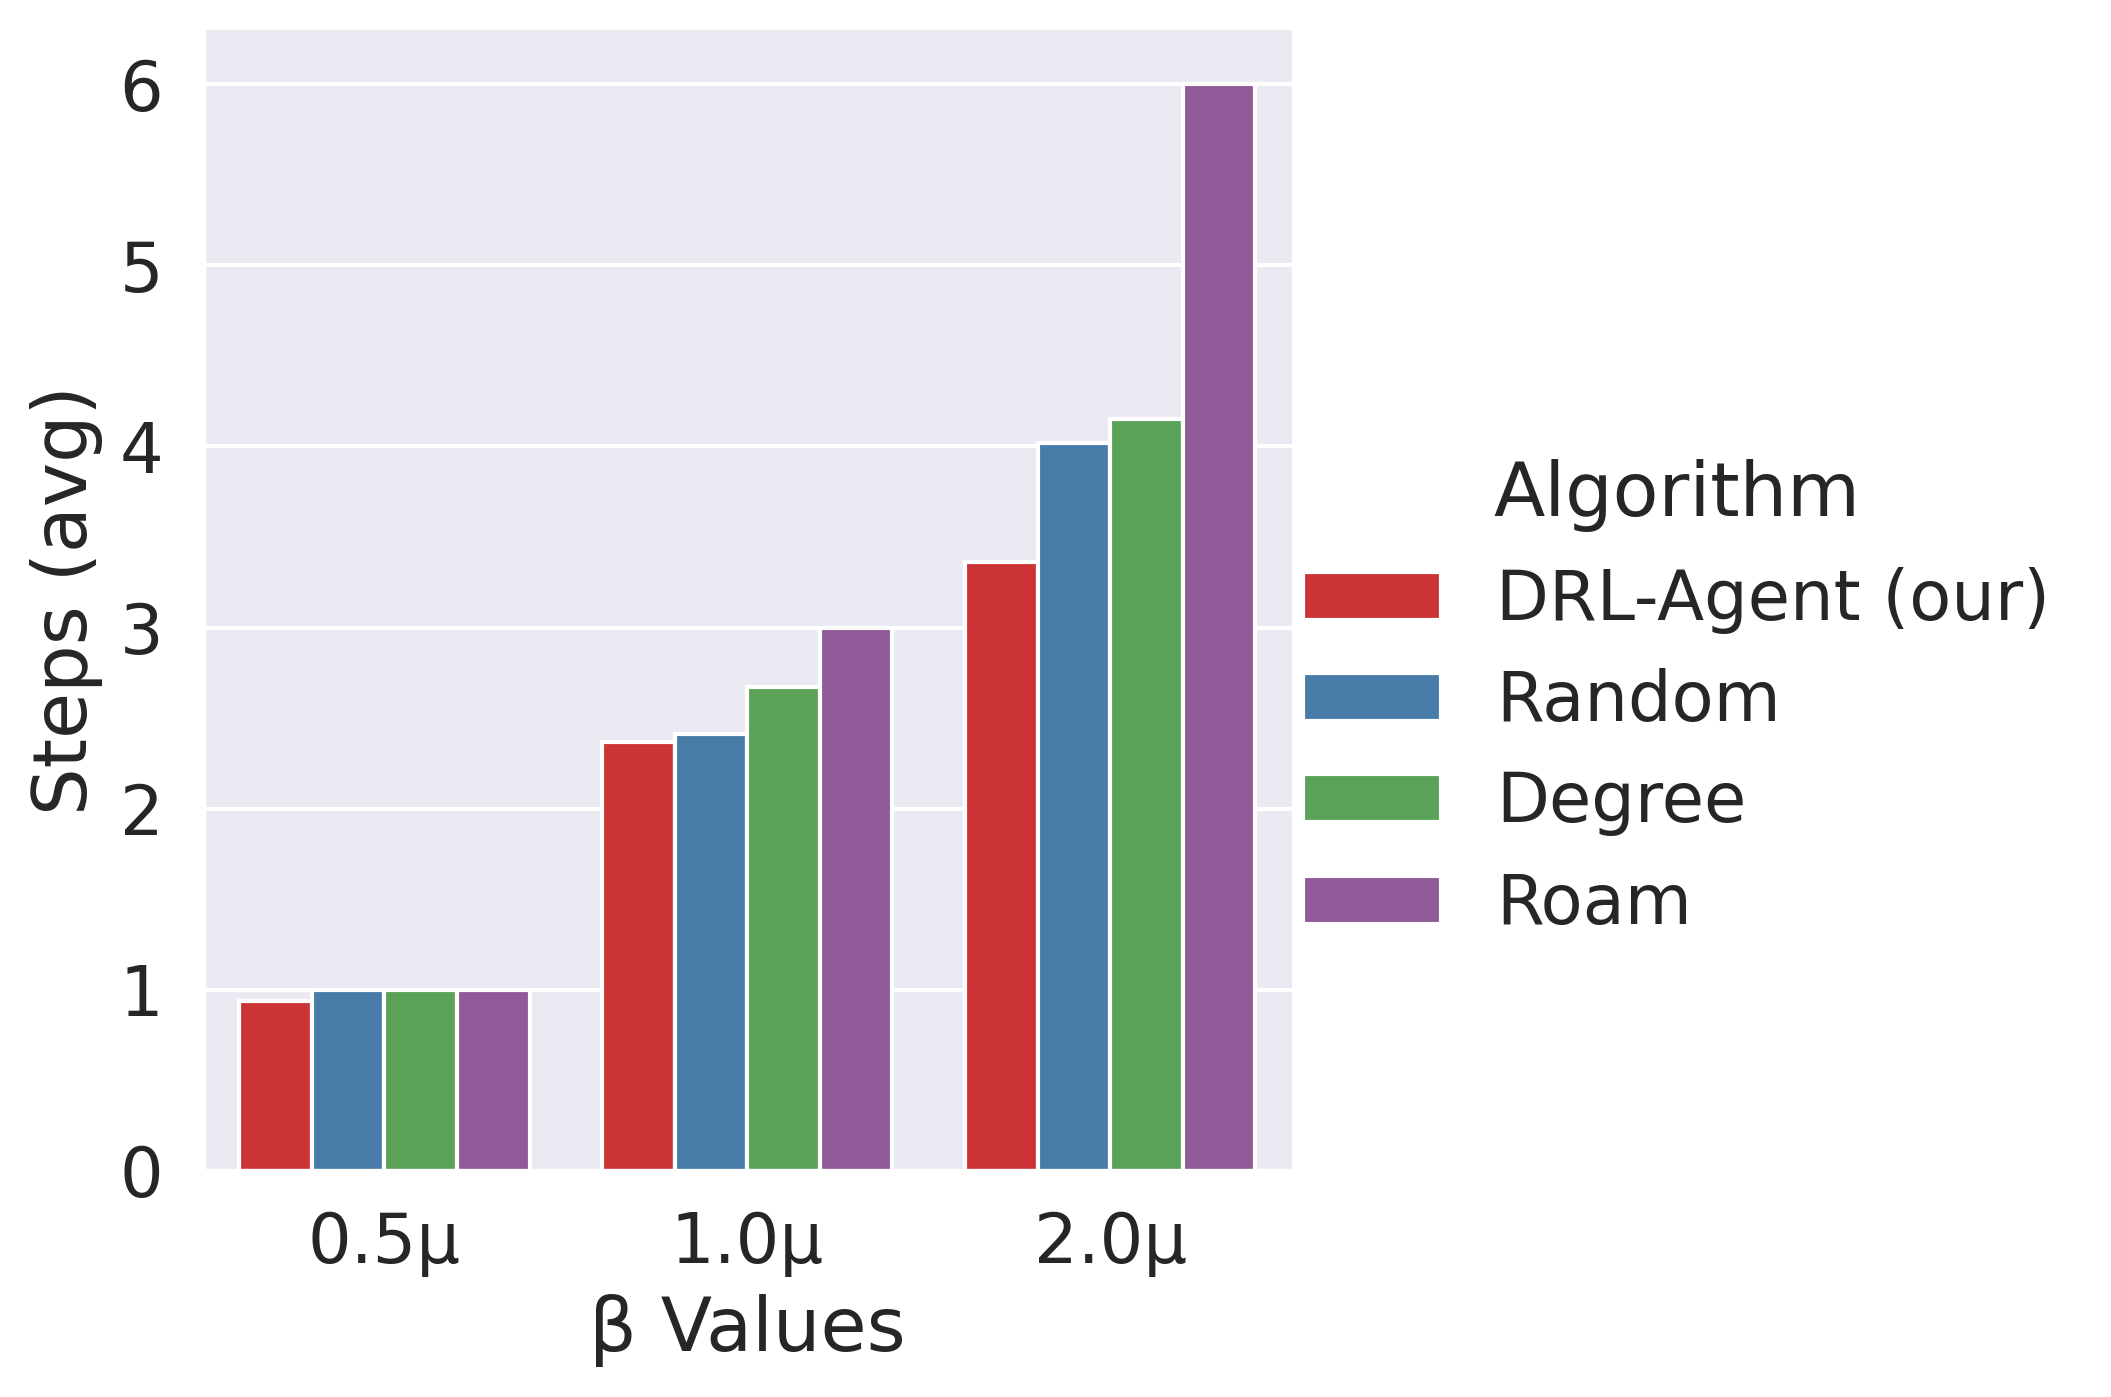 6
5
4
3
2
1
0
Steps (avg)
0.5μ 1.0μ 2.0μ
β Values
Algorithm
DRL-Agent (our)
Random
Degree
Roam